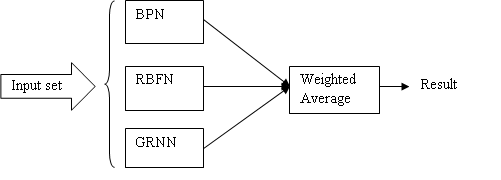 BPN
Input set
RBFN
GRNN
Weighted
Average
Result